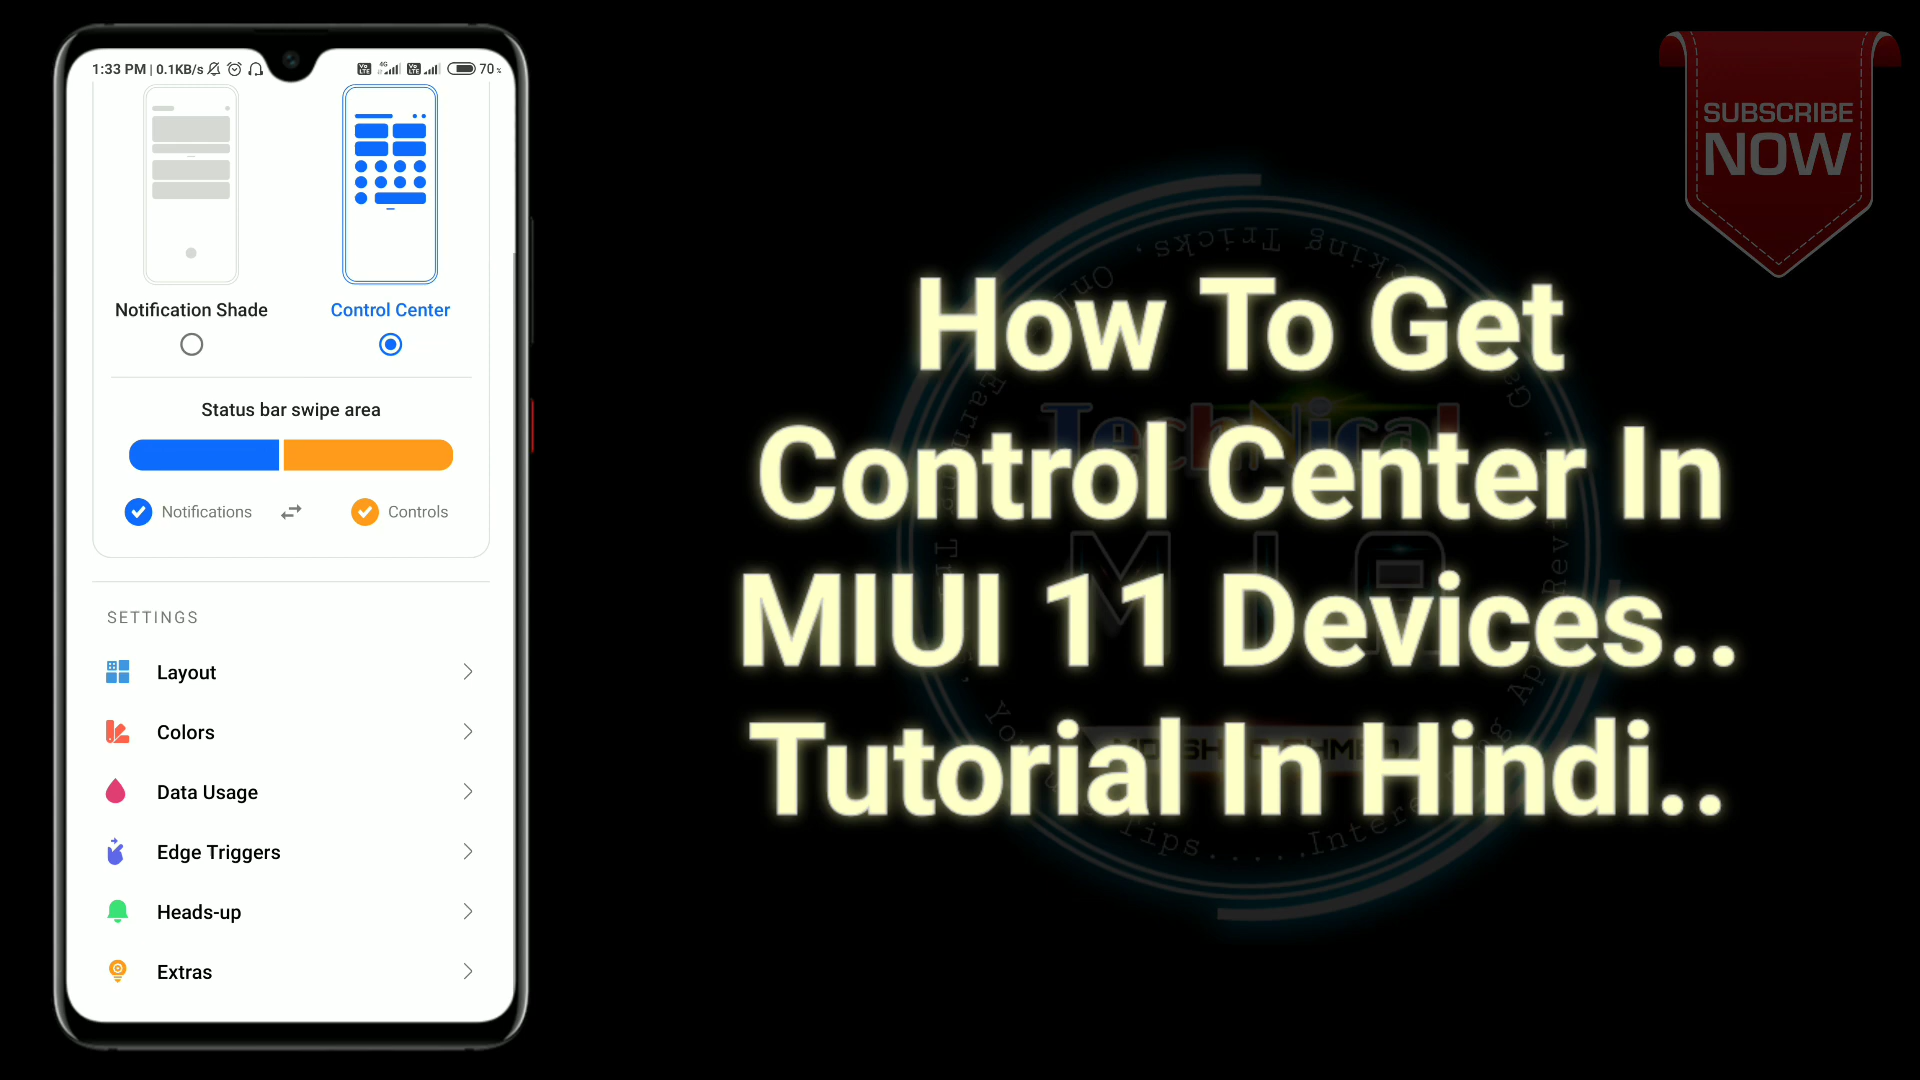 1:33 PM | 0.1KB/s
4G
70 %
Notification Shade
Control Center
Status bar swipe area
Notifications
Controls
SETTINGS
Layout
Colors
Data Usage
Edge Triggers
Heads-up
Extras
SUBSCRIBE
NOW
How To Get
Control Center In
MIUI 11 Devices..
Tutorial In Hindi..
Technical